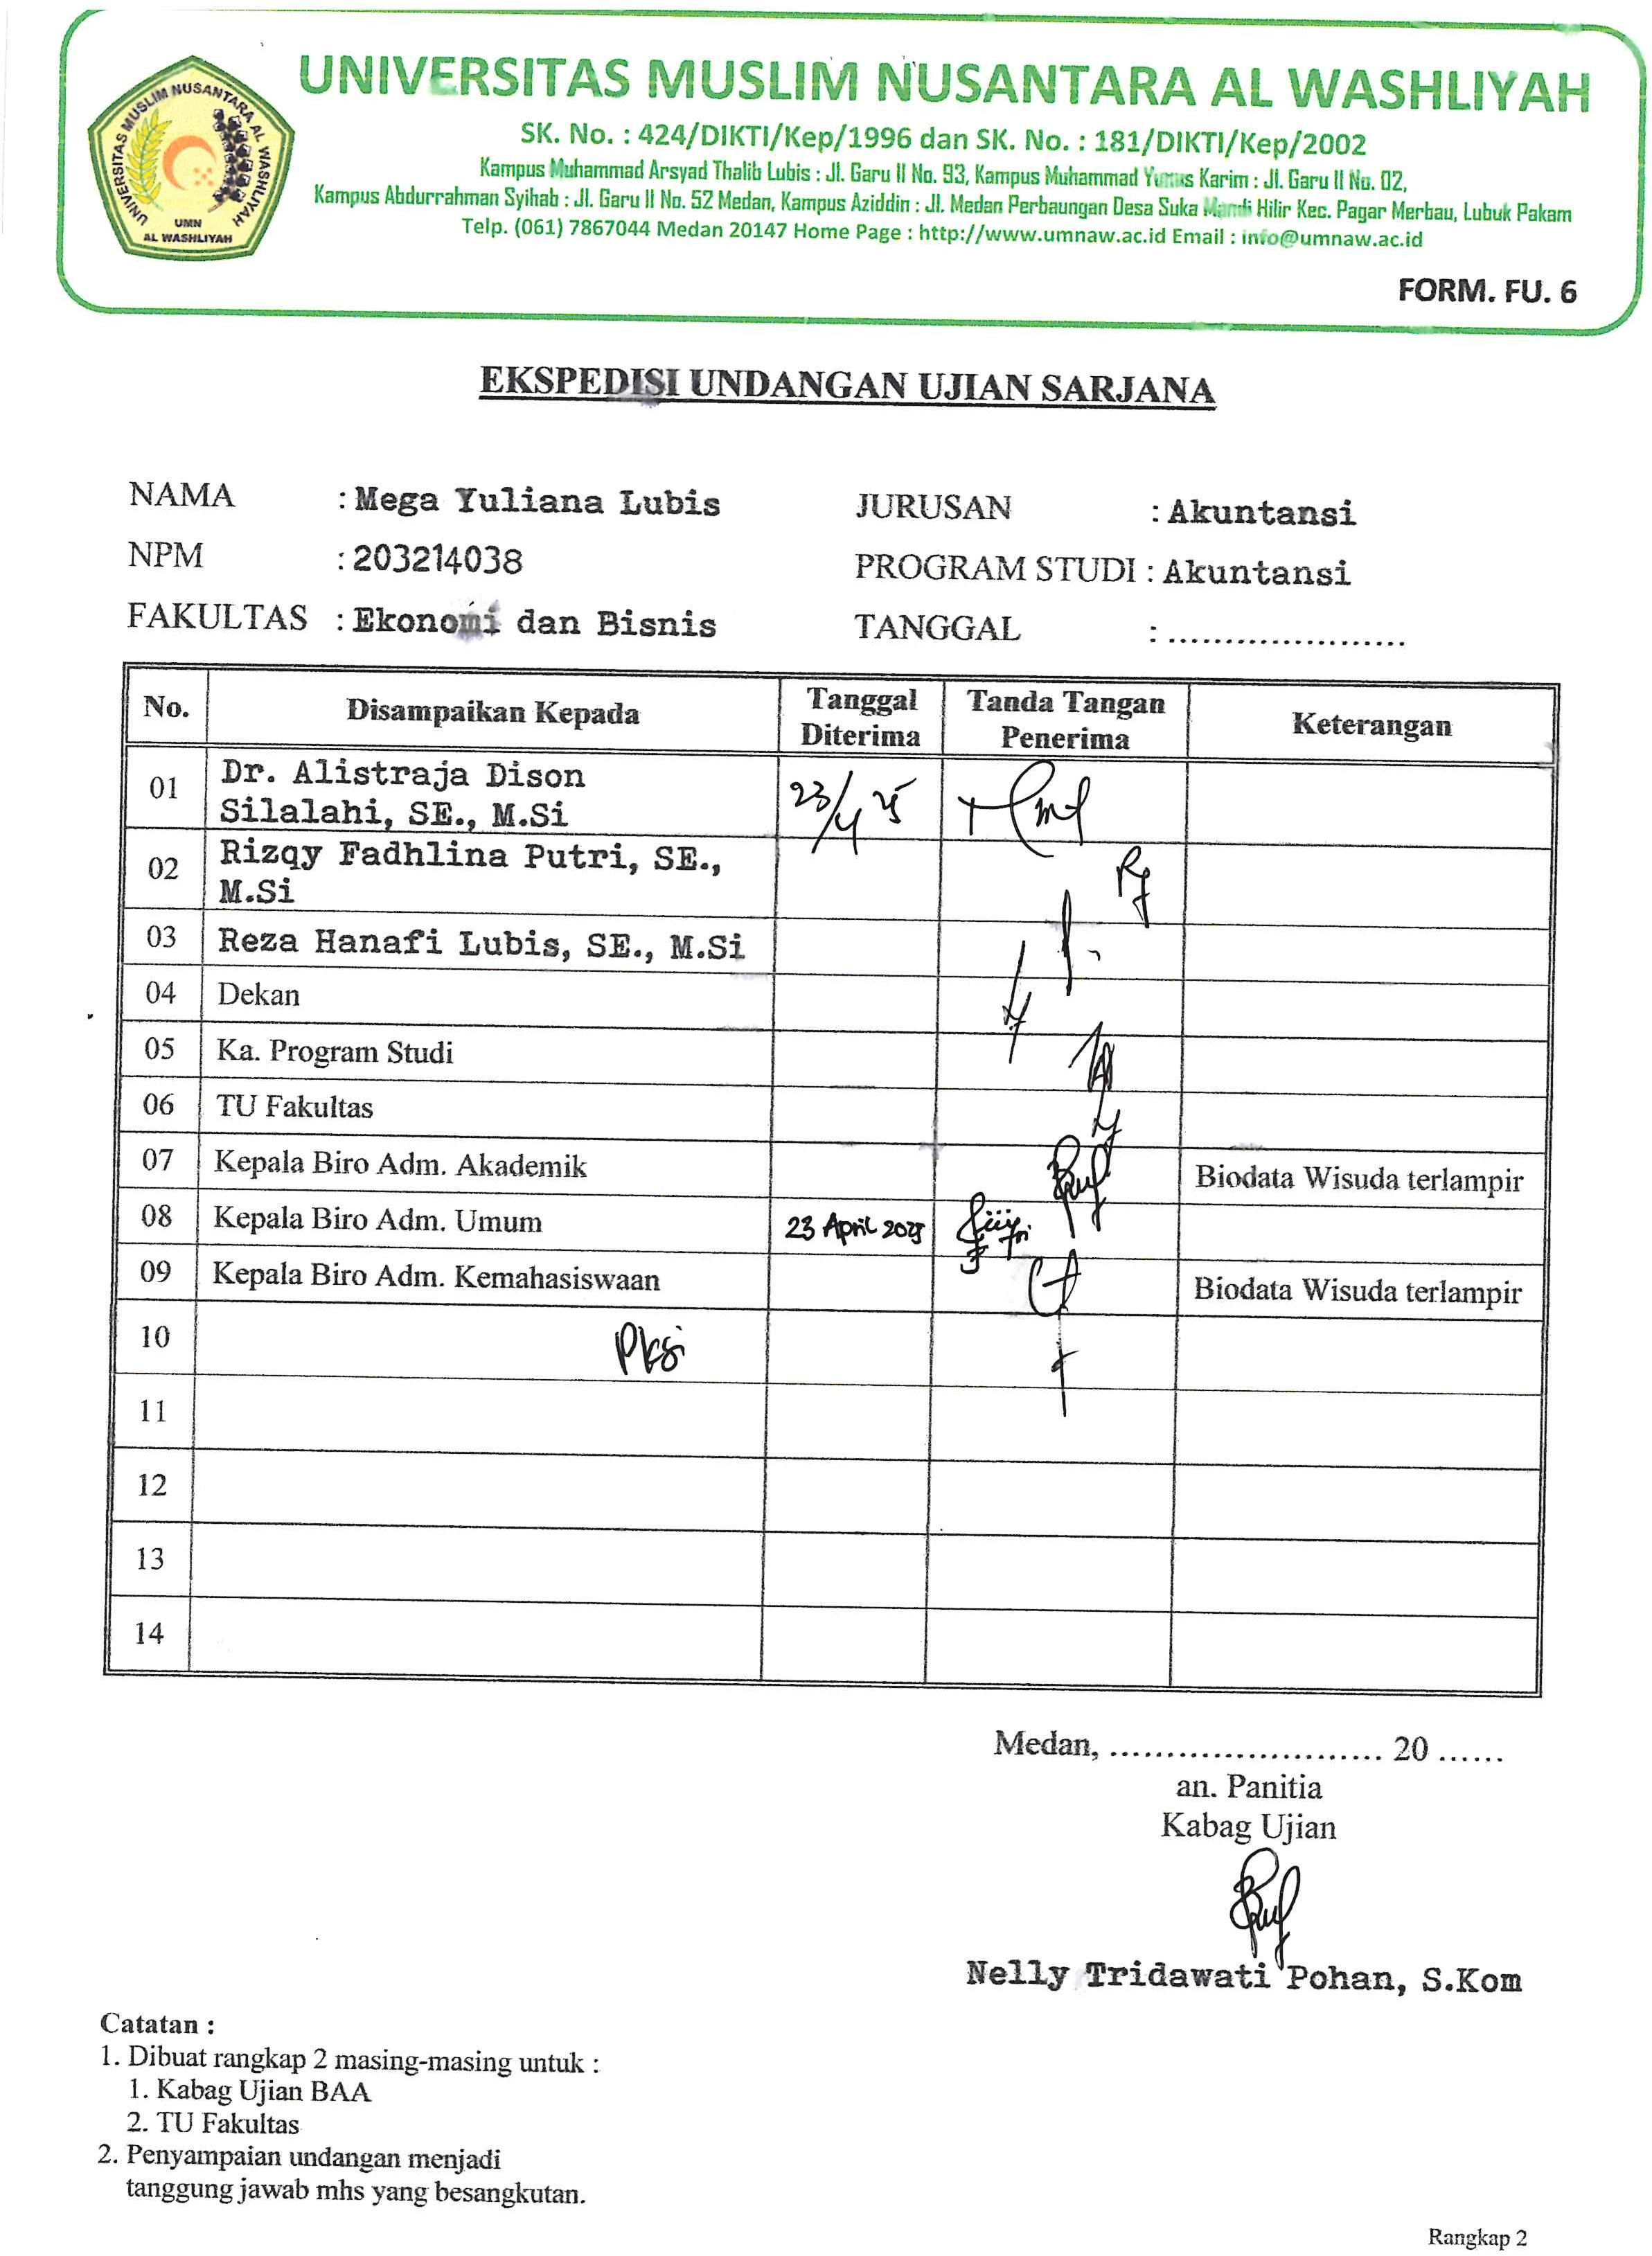 UNIVERSITAS MUSLIM NUSANTARA AL WASHLIYAH
UMN
AL WASHLIYAH
UNIVERSITAS MUSLIM NUSANTARA AL WASHLIYAH
SK. No. : 424/DIKTI/Kep/1996 dan SK. No. : 181/DIKTI/Kep/2002
Kampus Muhammad Arsyad Thalib Lubis : Jl. Garu II No. 93, Kampus Muhammad Yunus Karim : Jl. Garu II No. 02,
Kampus Abdurrahman Syihab : Jl. Garu II No. 52 Medan, Kampus Aziddin : Jl. Medan Perbaungan Desa Suka Mandi Hilir Kec. Pagar Merbau, Lubuk Pakam
Telp. (061) 7867044 Medan 20147 Home Page : http://www.umnaw.ac.id Email : info@umnaw.ac.id
FORM. FU. 6
EKSPEDISI UNDANGAN UJIAN SARJANA
NAMA : Mega Yuliana Lubis JURUSAN : Akuntansi
NPM : 203214038 PROGRAM STUDI : Akuntansi
FAKULTAS : Ekonomi dan Bisnis TANGGAL : .....................
No. Disampaikan Kepada Tanggal Diterima Tanda Tangan Penerima Keterangan
01 Dr. Alistraja Dison
Silalahi, SE., M.Si 23/4 25
02 Rizqy Fadhlina Putri, SE.,
M.Si
03 Reza Hanafi Lubis, SE., M.Si
04 Dekan
05 Ka. Program Studi
06 TU Fakultas
07 Kepala Biro Adm. Akademik Biodata Wisuda terlampir
08 Kepala Biro Adm. Umum 23 April 2025
09 Kepala Biro Adm. Kemahasiswaan Biodata Wisuda terlampir
10 PKSi
11
12
13
14
Medan, ........................ 20 ......
an. Panitia
Kabag Ujian
Nelly Tridawati Pohan, S.Kom
Catatan :
1. Dibuat rangkap 2 masing-masing untuk :
1. Kabag Ujian BAA
2. TU Fakultas
2. Penyampaian undangan menjadi
tanggung jawab mhs yang besangkutan.
Rangkap 2